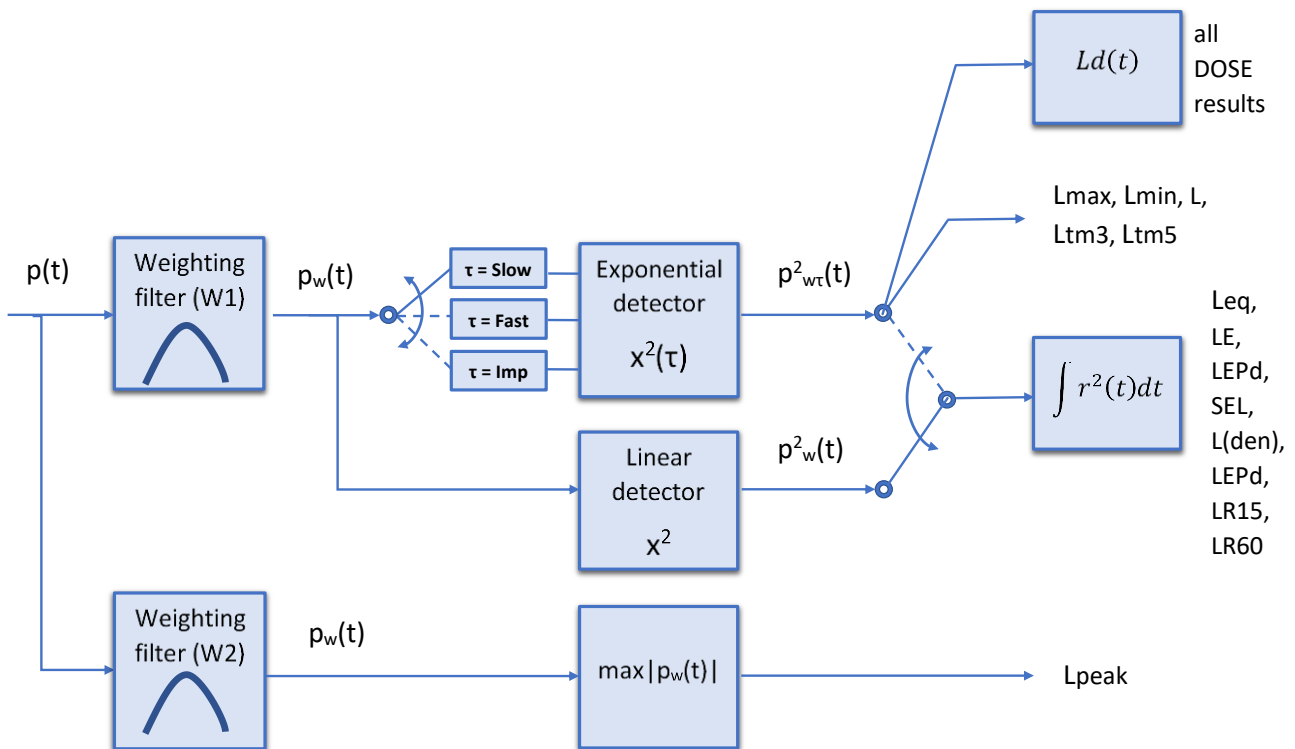 Ld(t)
all
DOSE
results
Lmax, Lmin, L,
Ltm3, Ltm5
p(t)
Weighting
filter (W1)
pw(t)
τ = Slow
τ = Fast
τ = Imp
Exponential
detector
x²(τ)
p²wτ(t)
∫ r²(t)dt
Leq,
LE,
LEPd,
SEL,
L(den),
LEPd,
LR15,
LR60
Linear
detector
x²
p²w(t)
Weighting
filter (W2)
pw(t)
max|pw(t)|
Lpeak